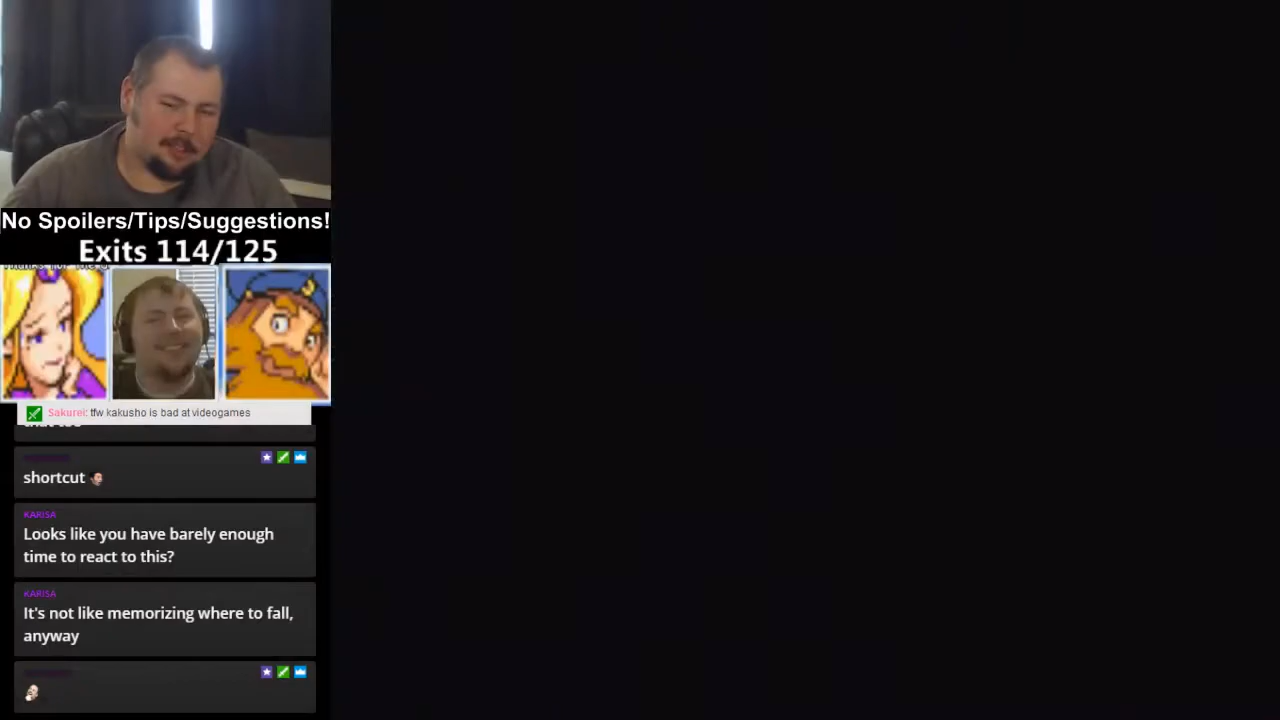 No Spoilers/Tips/Suggestions!
Exits 114/125
Sakurei: tfw kakusho is bad at videogames
shortcut
KARISA
Looks like you have barely enough
time to react to this?
KARISA
It's not like memorizing where to fall,
anyway